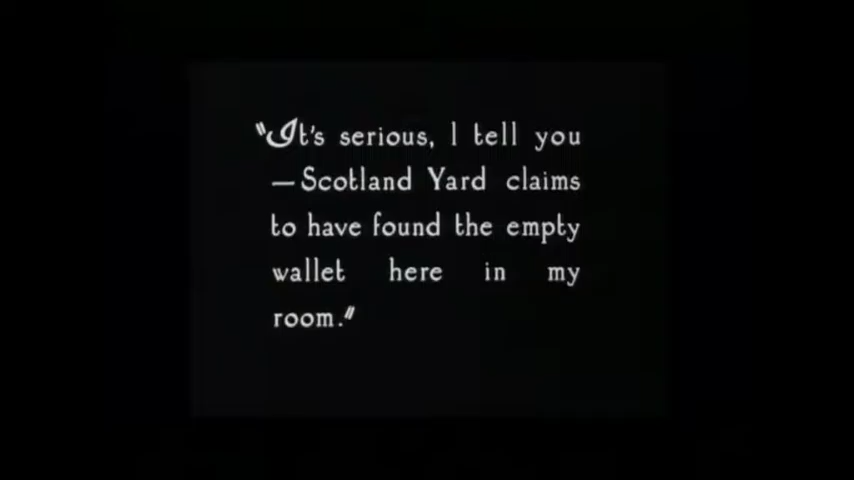 "It's serious, I tell you
—Scotland Yard claims
to have found the empty
wallet here in my
room."